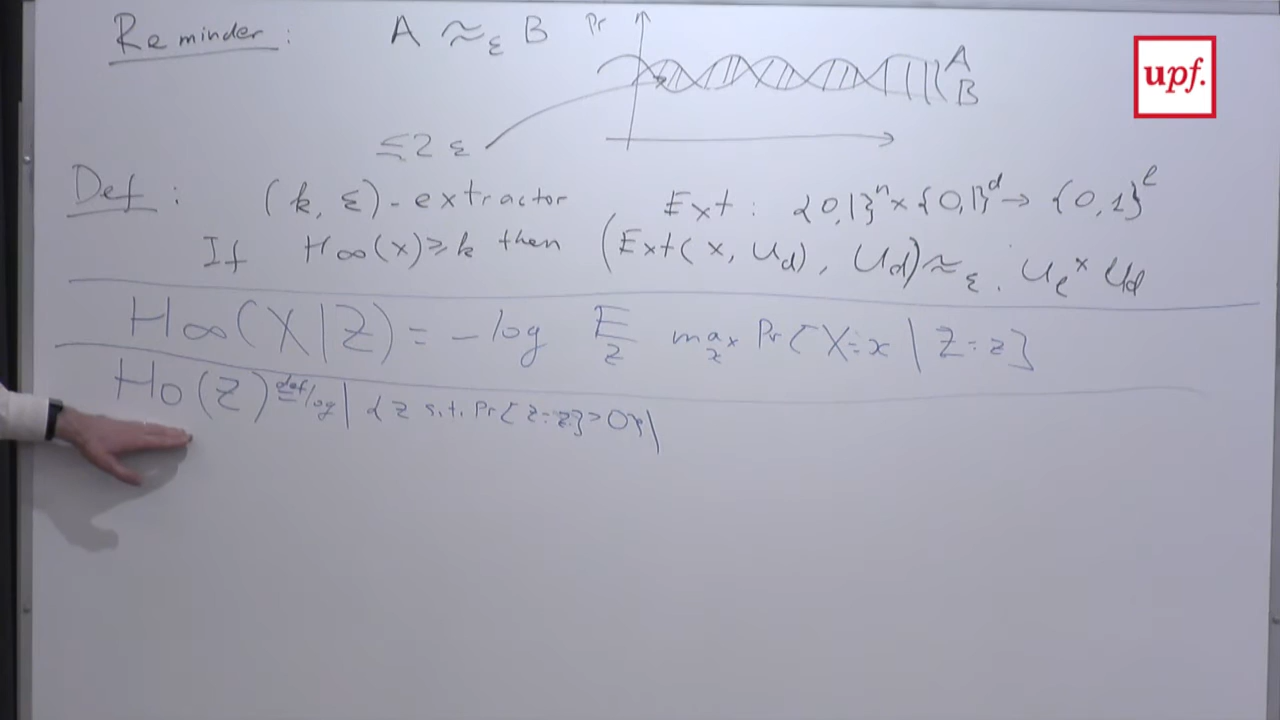 Reminder: A ≈ε B Pr
A
B
upf.
≤2ε
Def: (k, ε)-extractor Ext: {0,1}ⁿ × {0,1}ᵈ → {0,1}ˡ
If H∞(X)≥k then (Ext(X, Ud), Ud) ≈ε Uℓ × Ud
H∞(X|Z) = -log E_z max_x Pr[X=x | Z=z]
H₀(Z) def= log|{z s.t. Pr[Z=z]>0}|